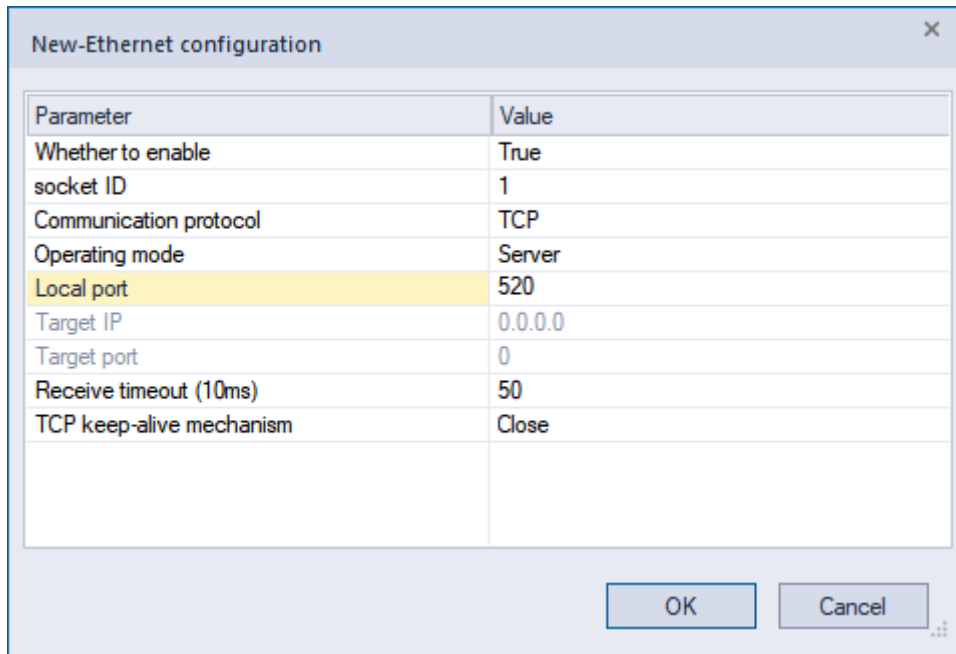 New-Ethernet configuration
Parameter Value
Whether to enable True
socket ID 1
Communication protocol TCP
Operating mode Server
Local port 520
Target IP 0.0.0.0
Target port 0
Receive timeout (10ms) 50
TCP keep-alive mechanism Close
OK Cancel